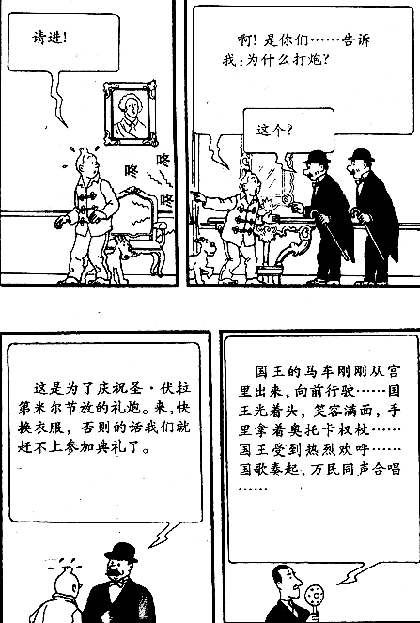 请进!
咚
咚
咚
啊! 是你们……告诉
我:为什么打炮?
这个?
这是为了庆祝圣·伏拉
第米尔节放的礼炮。来,快
换衣服, 否则的话我们就
赶不上参加典礼了。
国王的马车刚刚从宫
里出来,向前行驶……国
王光着头, 笑容满面, 手
里拿着奥托卡权杖……
国王受到热烈欢呼……
国歌奏起, 万民同声合唱
……